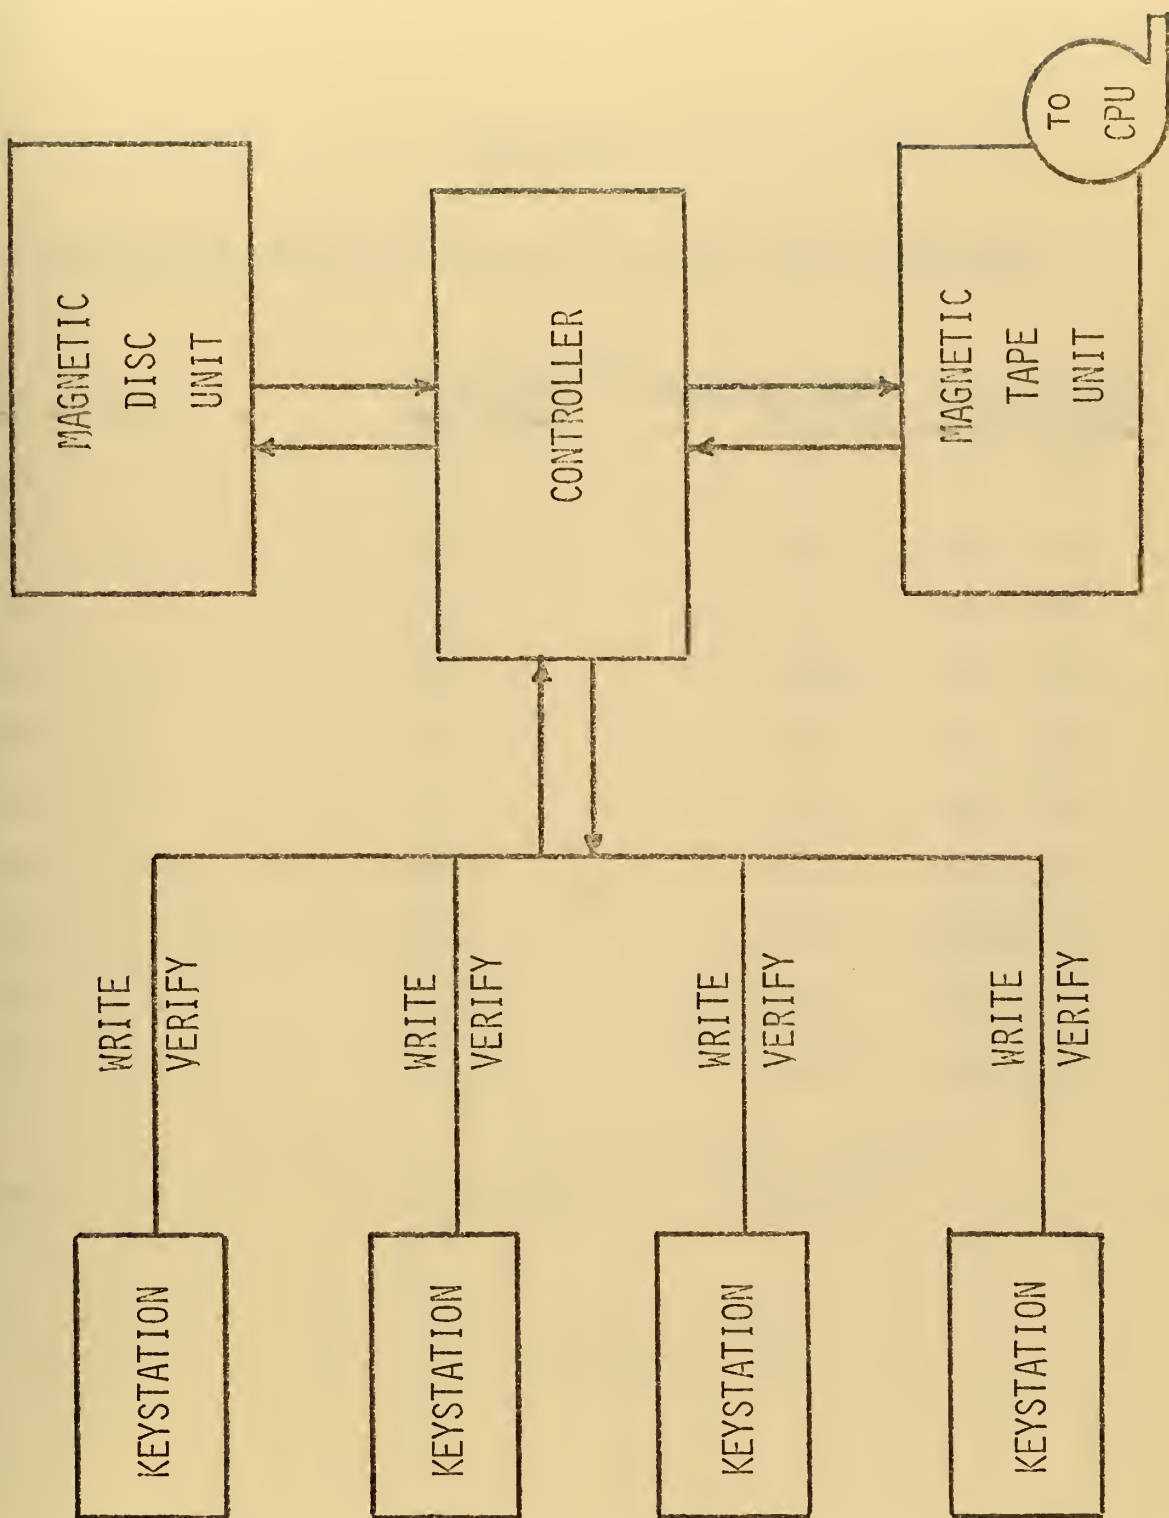 KEYSTATION
WRITE
VERIFY
KEYSTATION
WRITE
VERIFY
KEYSTATION
WRITE
VERIFY
KEYSTATION
WRITE
VERIFY
MAGNETIC
DISC
UNIT
CONTROLLER
MAGNETIC
TAPE
UNIT
TO
CPU